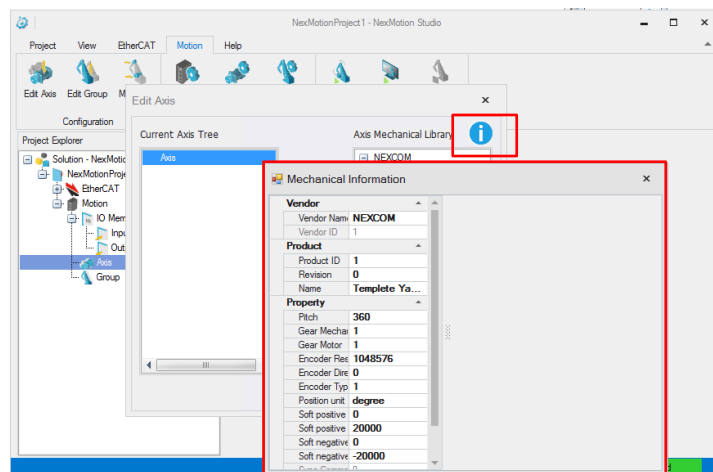 NexMotionProject1 - NexMotion Studio
Project View EtherCAT Motion Help
Edit Axis Edit Group M
Configuration
Project Explorer
Solution - NexMotio
NexMotionProje
EtherCAT
Motion
IO Mem
Inpu
Out
Axis
Group
Edit Axis
Current Axis Tree
Axis
Axis Mechanical Library
NEXCOM
Mechanical Information
Vendor
Vendor Name NEXCOM
Vendor ID 1
Product
Product ID 1
Revision 0
Name Templete Ya...
Property
Pitch 360
Gear Mechai 1
Gear Motor 1
Encoder Res 1048576
Encoder Dire 0
Encoder Typ 1
Position unit degree
Soft positive 0
Soft positive 20000
Soft negative 0
Soft negative -20000